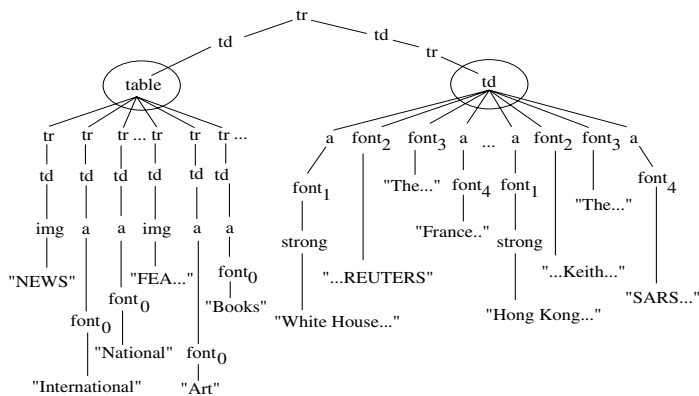 tr
td td
tr
table td
tr tr tr ... tr tr tr ... a font2 font3 a ... a font2 font3 a
td td td td td td font1 "The..." font4 font1 "The..." font4
img a a img a a strong "France.." strong
"NEWS" font0 "FEA..." font0 "...REUTERS" "...Keith..."
font0 "National" "Books" "White House..." "Hong Kong..." "SARS..."
font0
"International" "Art"